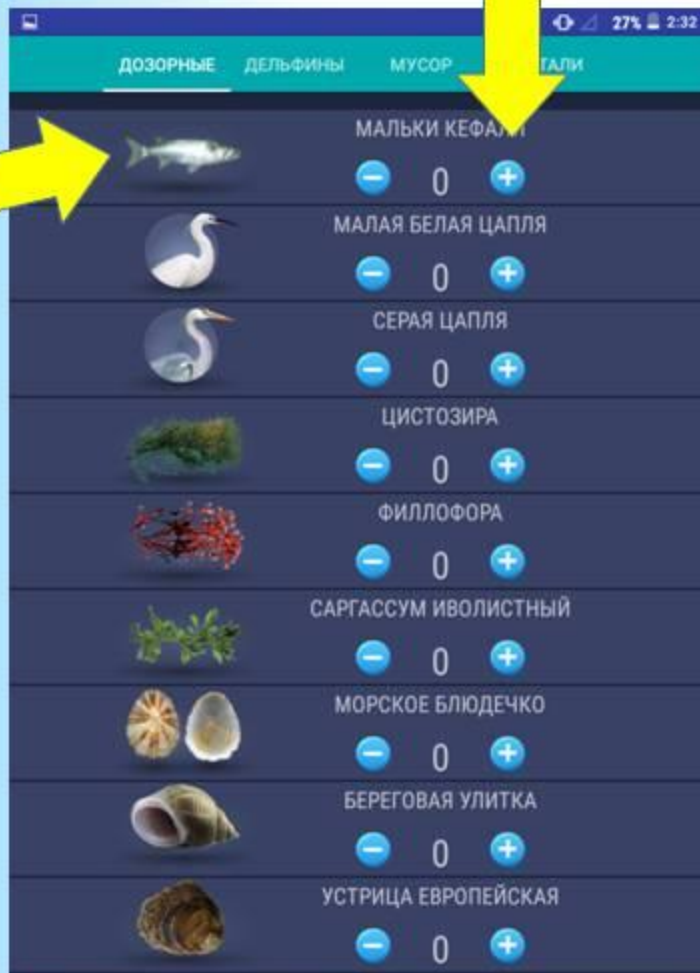 27% 2:32
ДОЗОРНЫЕ ДЕЛЬФИНЫ МУСОР
МАЛЬКИ
0
МАЛАЯ БЕЛАЯ ЦАПЛЯ
0
СЕРАЯ ЦАПЛЯ
0
ЦИСТОЗИРА
0
ФИЛЛОФОРА
0
САРГАССУМ ИВОЛИСТНЫЙ
0
МОРСКОЕ БЛЮДЕЧКО
0
БЕРЕГОВАЯ УЛИТКА
0
УСТРИЦА ЕВРОПЕЙСКАЯ
0